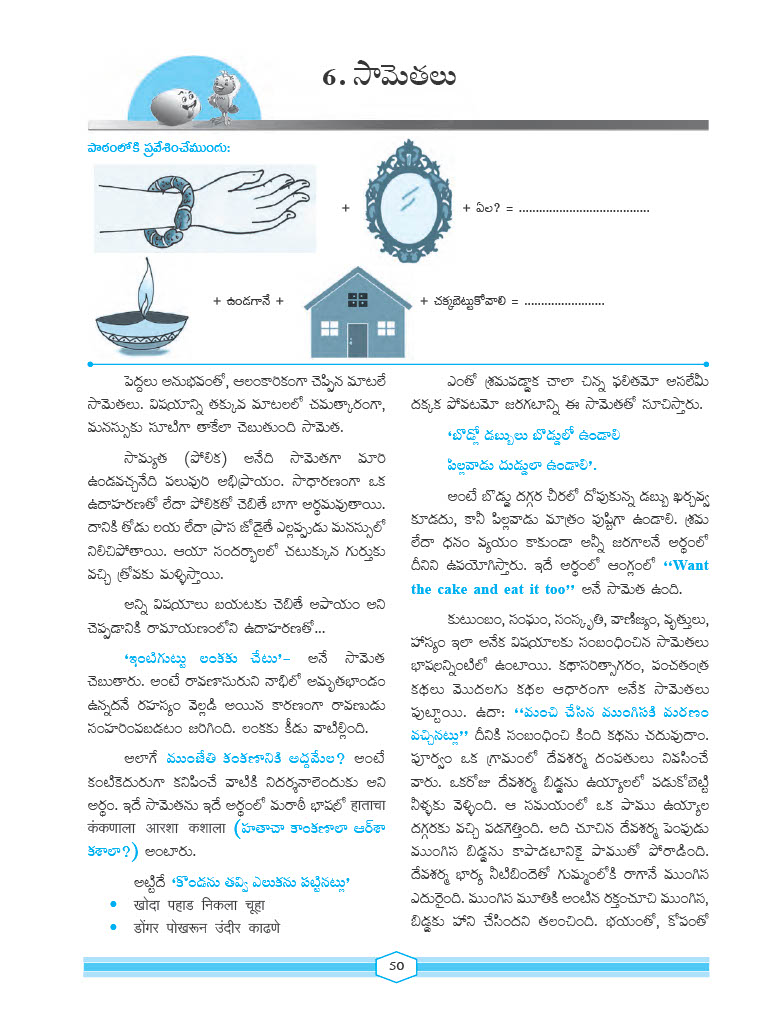 6. సామెతలు
పాఠంలోకి ప్రవేశించేముందు:
+ + ఏల? = .......................................
+ ఉండగానే + + చక్కబెట్టుకోవాలి = ........................
పెద్దలు అనుభవంతో, ఆలంకారికంగా చెప్పిన మాటలే
సామెతలు. విషయాన్ని తక్కువ మాటలలో చమత్కారంగా,
మనస్సుకు సూటిగా తాకేలా చెబుతుంది సామెత.
సామ్యత (పోలిక) అనేది సామెతగా మారి
ఉండవచ్చనేది పలువురి అభిప్రాయం. సాధారణంగా ఒక
ఉదాహరణతో లేదా పోలికతో చెబితే బాగా అర్థమవుతాయి.
దానికి తోడు లయ లేదా ప్రాస జోడైతే ఎల్లప్పుడు మనస్సులో
నిలిచిపోతాయి. ఆయా సందర్భాలలో చటుక్కున గుర్తుకు
వచ్చి త్రోవకు మళ్ళిస్తాయి.
అన్ని విషయాలు బయటకు చెబితే అపాయం అని
చెప్పడానికి రామాయణంలోని ఉదాహరణతో...
‘ఇంటిగుట్టు లంకకు చేటు’– అనే సామెత
చెబుతారు. అంటే రావణాసురుని నాభిలో అమృతభాండం
ఉన్నదనే రహస్యం వెల్లడి అయిన కారణంగా రావణుడు
సంహరింపబడటం జరిగింది. లంకకు కీడు వాటిల్లింది.
అలాగే ముంజేతి కంకణానికి అద్దమేల? అంటే
కంటికెదురుగా కనిపించే వాటికి నిదర్శనాలెందుకు అని
అర్థం. ఇదే సామెతను ఇదే అర్థంలో మరాఠీ భాషలో हाताचा
कंकणाला आरशा कशाला (హతాచా కాంకణాలా ఆర్‌శా
కశాలా?) అంటారు.
అట్టిదే ‘కొండను తవ్వి ఎలుకను పట్టినట్లు’
• खोदा पहाड निकला चूहा
• डोंगर पोखरून उंदीर काढणे
ఎంతో శ్రమపడ్డాక చాలా చిన్న ఫలితమో అసలేమీ
దక్కక పోవటమో జరగటాన్ని ఈ సామెతతో సూచిస్తారు.
‘బొడ్లో డబ్బులు బొడ్డులో ఉండాలి
పిల్లవాడు దుడ్డులా ఉండాలి’.
అంటే బొడ్డు దగ్గర చీరలో దోపుకున్న డబ్బు ఖర్చవ్వ
కూడదు, కానీ పిల్లవాడు మాత్రం పుష్టిగా ఉండాలి. శ్రమ
లేదా ధనం వ్యయం కాకుండా అన్నీ జరగాలనే అర్థంలో
దీనిని ఉపయోగిస్తారు. ఇదే అర్థంలో ఆంగ్లంలో “Want
the cake and eat it too” అనే సామెత ఉంది.
కుటుంబం, సంఘం, సంస్కృతి, వాణిజ్యం, వృత్తులు,
హాస్యం ఇలా అనేక విషయాలకు సంబంధించిన సామెతలు
భాషలన్నింటిలో ఉంటాయి. కథాసరిత్సాగరం, పంచతంత్ర
కథలు మొదలగు కథల ఆధారంగా అనేక సామెతలు
పుట్టాయి. ఉదా: “మంచి చేసిన ముంగిసకి మరణం
వచ్చినట్లు” దీనికి సంబంధించి కింది కథను చదువుదాం.
పూర్వం ఒక గ్రామంలో దేవశర్మ దంపతులు నివసించే
వారు. ఒకరోజు దేవశర్మ బిడ్డను ఉయ్యాలలో పడుకోబెట్టి
నీళ్ళకు వెళ్ళింది. ఆ సమయంలో ఒక పాము ఉయ్యాల
దగ్గరకు వచ్చి పడగెత్తింది. అది చూచిన దేవశర్మ పెంపుడు
ముంగిస బిడ్డను కాపాడటానికై పాముతో పోరాడింది.
దేవశర్మ భార్య నీటిబిందెతో గుమ్మంలోకి రాగానే ముంగిస
ఎదురైంది. ముంగిస మూతికి అంటిన రక్తంచూచి ముంగిస,
బిడ్డకు హాని చేసిందని తలంచింది. భయంతో, కోపంతో
50